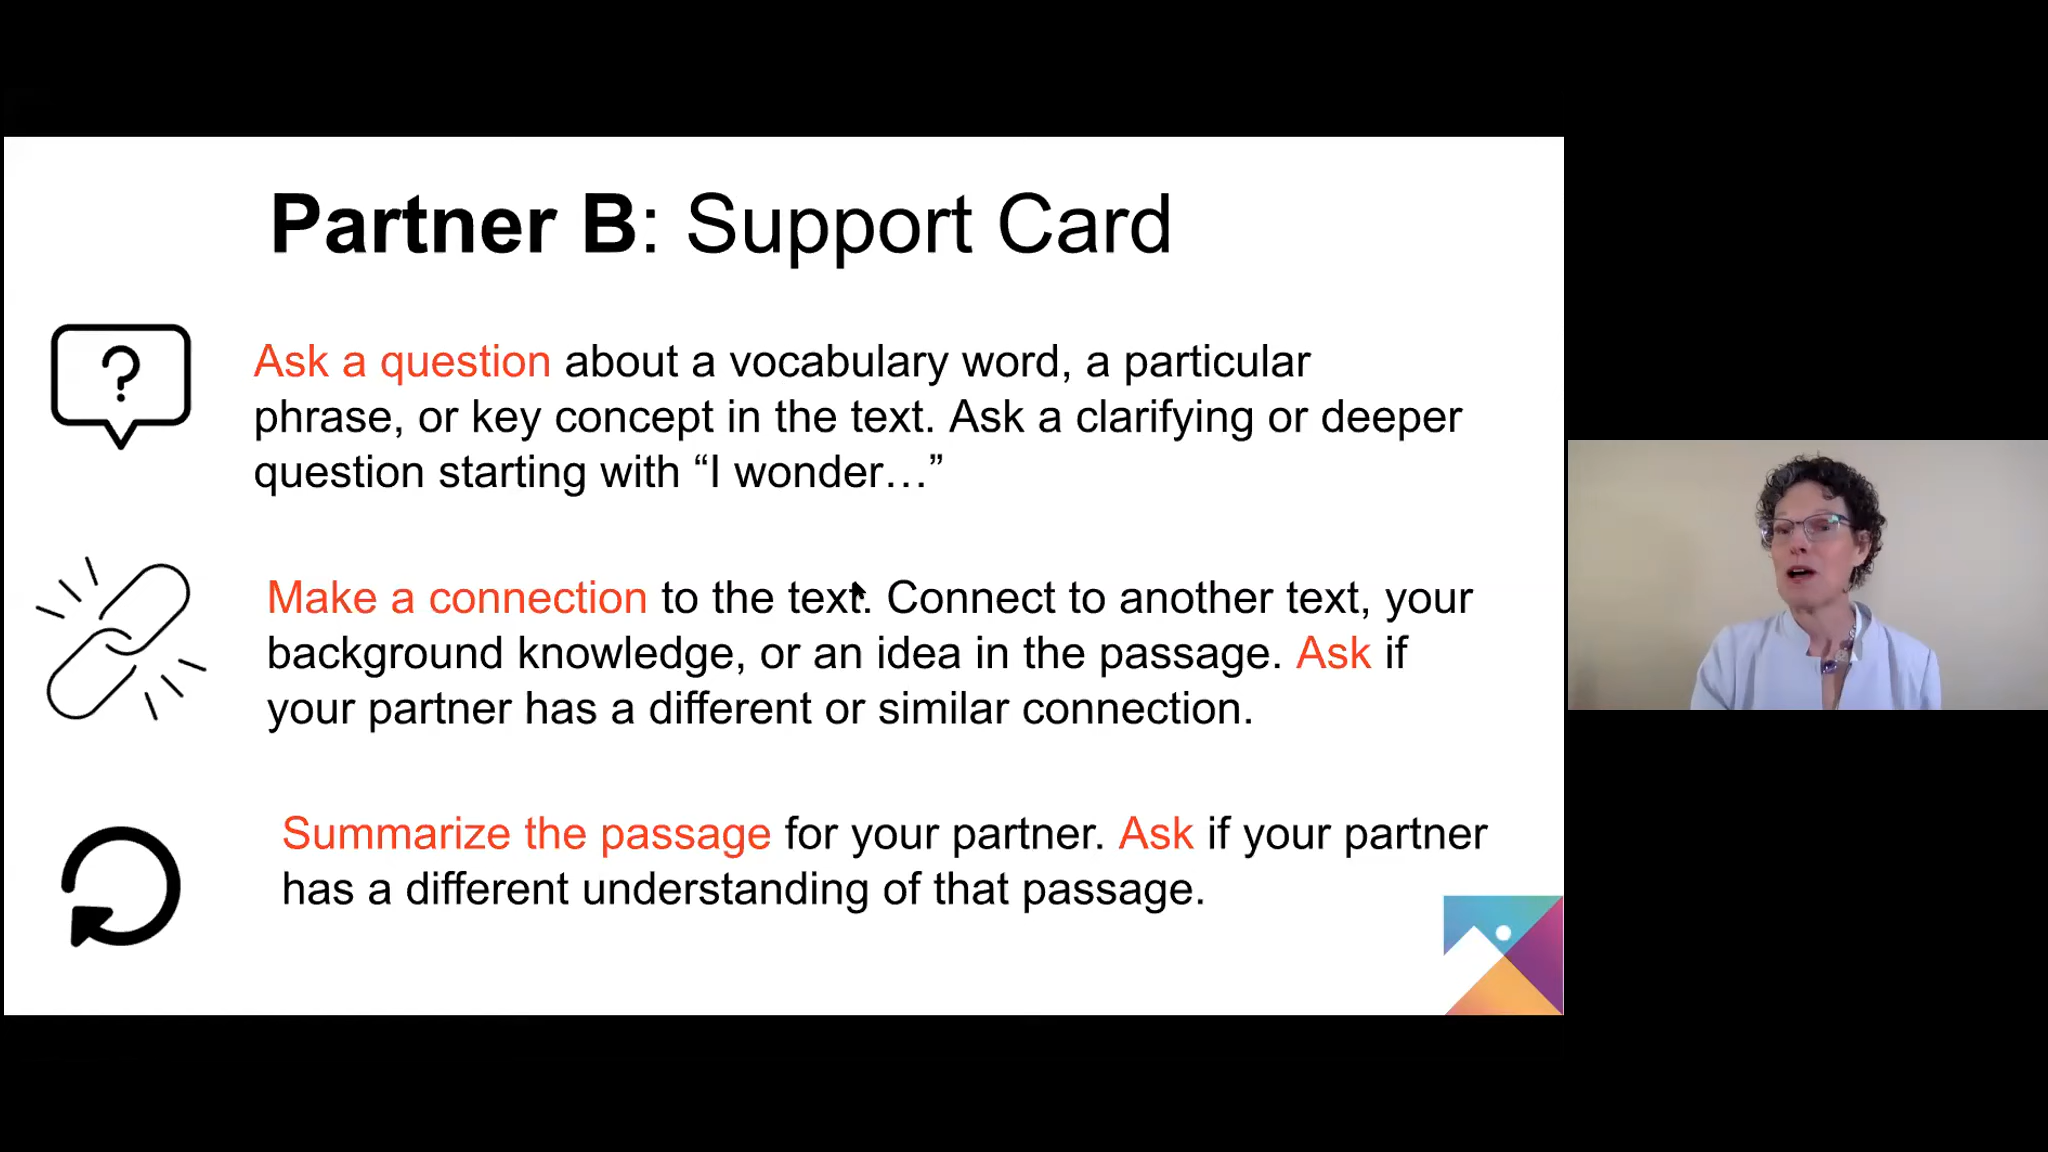 Partner B: Support Card
?
Ask a question about a vocabulary word, a particular
phrase, or key concept in the text. Ask a clarifying or deeper
question starting with “I wonder…”
Make a connection to the text. Connect to another text, your
background knowledge, or an idea in the passage. Ask if
your partner has a different or similar connection.
Summarize the passage for your partner. Ask if your partner
has a different understanding of that passage.